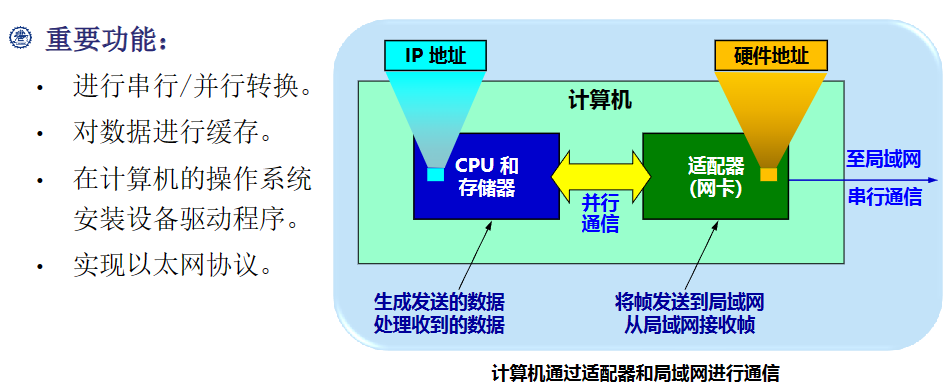 重要功能：
• 进行串行/并行转换。
• 对数据进行缓存。
• 在计算机的操作系统
安装设备驱动程序。
• 实现以太网协议。
IP 地址
硬件地址
计算机
CPU 和
存储器
并行
通信
适配器
(网卡)
至局域网
串行通信
生成发送的数据
处理收到的数据
将帧发送到局域网
从局域网接收帧
计算机通过适配器和局域网进行通信